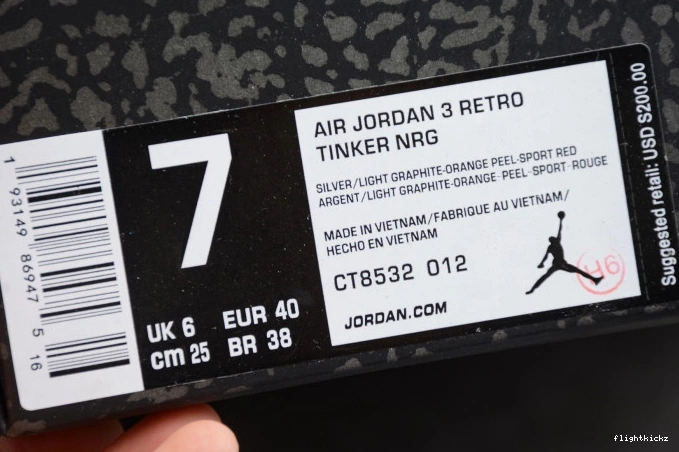 1 93149 86947 5 16
7
UK 6 EUR 40
CM 25 BR 38
AIR JORDAN 3 RETRO
TINKER NRG
SILVER/LIGHT GRAPHITE-ORANGE PEEL-SPORT RED
ARGENT/LIGHT GRAPHITE-ORANGE-PEEL-SPORT-ROUGE
MADE IN VIETNAM/FABRIQUE AU VIETNAM/
HECHO EN VIETNAM
CT8532 012
JORDAN.COM
Suggested retail: USD $200.00
flightkickz